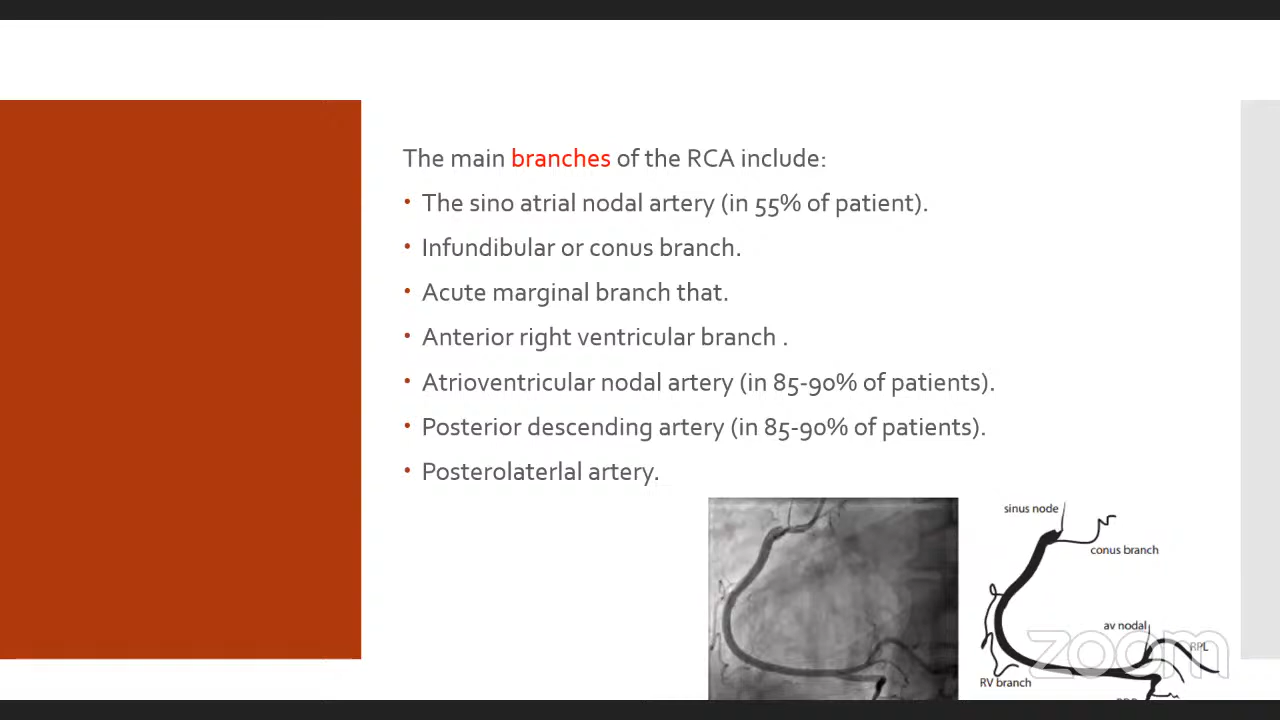 The main branches of the RCA include:
• The sino atrial nodal artery (in 55% of patient).
• Infundibular or conus branch.
• Acute marginal branch that.
• Anterior right ventricular branch .
• Atrioventricular nodal artery (in 85-90% of patients).
• Posterior descending artery (in 85-90% of patients).
• Posterolaterlal artery.
sinus node
conus branch
av nodal
RPL
zoom
RV branch